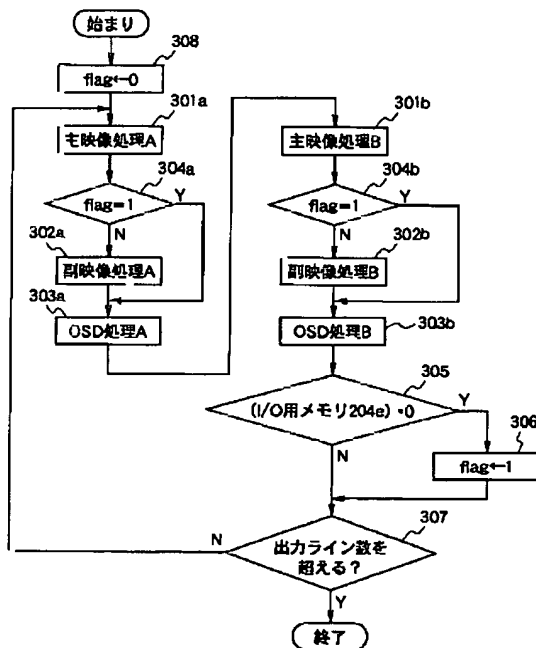 始まり
308
flag←0
301a
主映像処理A
304a
flag=1
Y
N
302a
副映像処理A
303a
OSD処理A
301b
主映像処理B
304b
flag=1
Y
N
302b
副映像処理B
OSD処理B
303b
305
(I/O用メモリ204e)=0
Y
N
306
flag←1
307
出力ライン数を
超える?
N
Y
終了